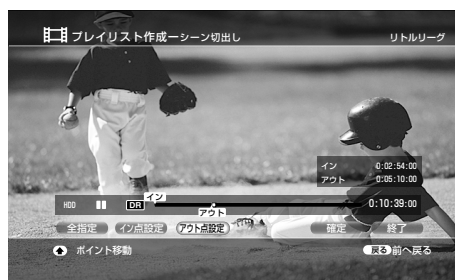 プレイリスト作成ーシーン切出し リトルリーグ
イン 0:02:54:00
アウト 0:05:10:00
イン
HDD DR 0:10:39:00
アウト
全指定 イン点設定 アウト点設定 確定 終了
ポイント移動 戻る 前へ戻る